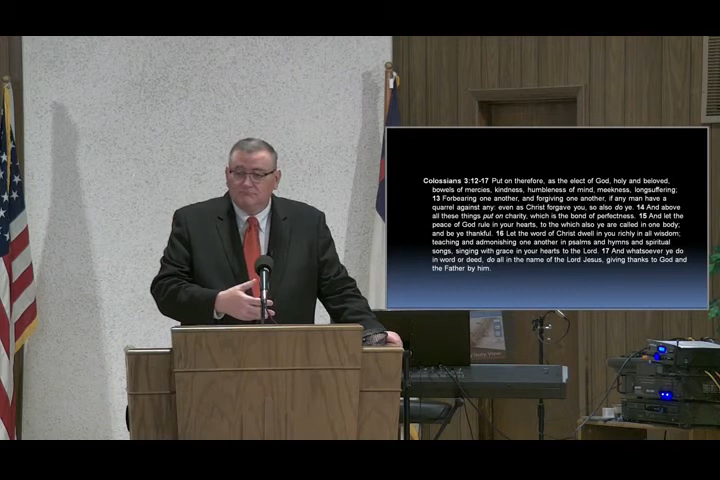 Colossians 3:12-17 Put on therefore, as the elect of God, holy and beloved,
bowels of mercies, kindness, humbleness of mind, meekness, longsuffering;
13 Forbearing one another, and forgiving one another, if any man have a
quarrel against any: even as Christ forgave you, so also do ye. 14 And above
all these things put on charity, which is the bond of perfectness. 15 And let the
peace of God rule in your hearts, to the which also ye are called in one body;
and be ye thankful. 16 Let the word of Christ dwell in you richly in all wisdom;
teaching and admonishing one another in psalms and hymns and spiritual
songs, singing with grace in your hearts to the Lord. 17 And whatsoever ye do
in word or deed, do all in the name of the Lord Jesus, giving thanks to God and
the Father by him.